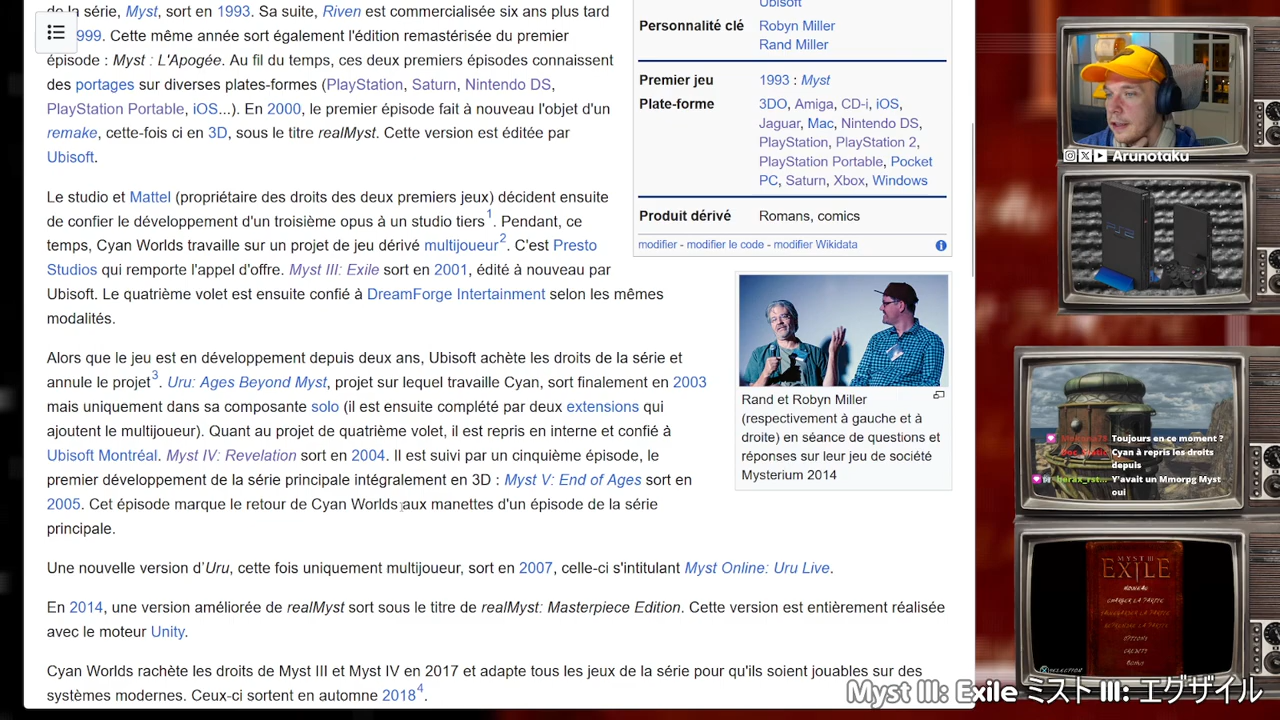 de la série, Myst, sort en 1993. Sa suite, Riven est commercialisée six ans plus tard
1999. Cette même année sort également l'édition remastérisée du premier
épisode : Myst : L'Apogée. Au fil du temps, ces deux premiers épisodes connaissent
des portages sur diverses plates-formes (PlayStation, Saturn, Nintendo DS,
PlayStation Portable, iOS...). En 2000, le premier épisode fait à nouveau l'objet d'un
remake, cette-fois ci en 3D, sous le titre realMyst. Cette version est éditée par
Ubisoft.
Le studio et Mattel (propriétaire des droits des deux premiers jeux) décident ensuite
de confier le développement d'un troisième opus à un studio tiers1. Pendant, ce
temps, Cyan Worlds travaille sur un projet de jeu dérivé multijoueur2. C'est Presto
Studios qui remporte l'appel d'offre. Myst III: Exile sort en 2001, édité à nouveau par
Ubisoft. Le quatrième volet est ensuite confié à DreamForge Intertainment selon les mêmes
modalités.
Alors que le jeu est en développement depuis deux ans, Ubisoft achète les droits de la série et
annule le projet3. Uru: Ages Beyond Myst, projet sur lequel travaille Cyan, sort finalement en 2003
mais uniquement dans sa composante solo (il est ensuite complété par deux extensions qui
ajoutent le multijoueur). Quant au projet de quatrième volet, il est repris en interne et confié à
Ubisoft Montréal. Myst IV: Revelation sort en 2004. Il est suivi par un cinquième épisode, le
premier développement de la série principale intégralement en 3D : Myst V: End of Ages sort en
2005. Cet épisode marque le retour de Cyan Worlds aux manettes d'un épisode de la série
principale.
Une nouvelle version d'Uru, cette fois uniquement multijoueur, sort en 2007, celle-ci s'intitulant Myst Online: Uru Live.
En 2014, une version améliorée de realMyst sort sous le titre de realMyst: Masterpiece Edition. Cette version est entièrement réalisée
avec le moteur Unity.
Cyan Worlds rachète les droits de Myst III et Myst IV en 2017 et adapte tous les jeux de la série pour qu'ils soient jouables sur des
systèmes modernes. Ceux-ci sortent en automne 20184
Ubisoft
Personnalité clé
Robyn Miller
Rand Miller
Premier jeu
1993 : Myst
Plate-forme
3DO, Amiga, CD-i, iOS,
Jaguar, Mac, Nintendo DS,
PlayStation, PlayStation 2,
PlayStation Portable, Pocket
PC, Saturn, Xbox, Windows
Produit dérivé
Romans, comics
modifier - modifier le code - modifier Wikidata
Rand et Robyn Miller
(respectivement à gauche et à
droite) en séance de questions et
réponses sur leur jeu de société
Mysterium 2014
Arunotaku
Toujours en ce moment ?
Cyan à repris les droits
depuis
Y'avait un Mmorpg Myst
oui
MYST III
EXILE
NOUVEAU
CHARGER LA PARTIE
OPTIONS
CREDITS
BONUS
Myst III: Exile ミスト III: エグザイル